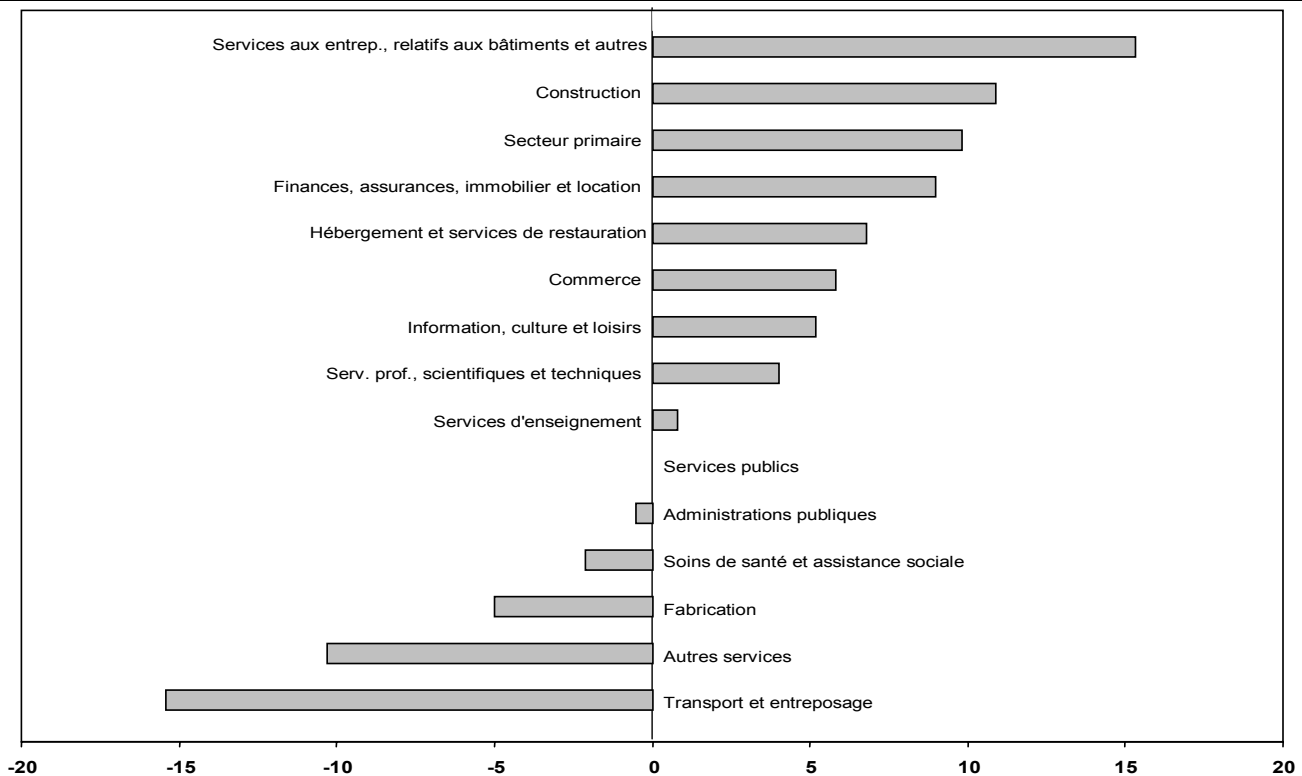 Services aux entrep., relatifs aux bâtiments et autres
Construction
Secteur primaire
Finances, assurances, immobilier et location
Hébergement et services de restauration
Commerce
Information, culture et loisirs
Serv. prof., scientifiques et techniques
Services d'enseignement
Services publics
Administrations publiques
Soins de santé et assistance sociale
Fabrication
Autres services
Transport et entreposage
-20 -15 -10 -5 0 5 10 15 20